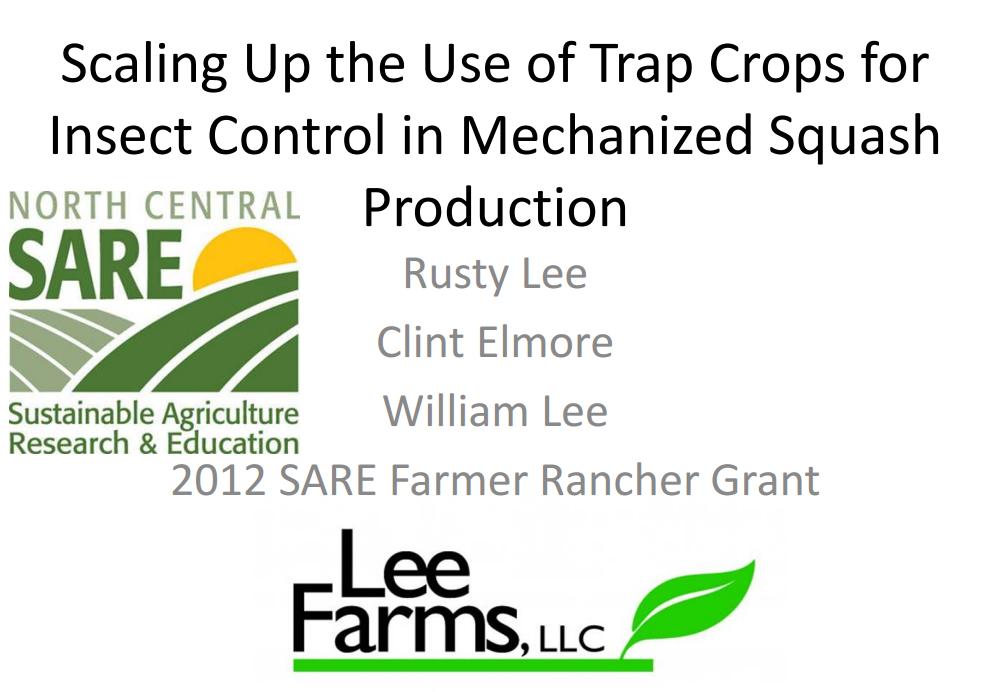 Scaling Up the Use of Trap Crops for
Insect Control in Mechanized Squash
Production
NORTH CENTRAL
SARE
Sustainable Agriculture
Research & Education
Rusty Lee
Clint Elmore
William Lee
2012 SARE Farmer Rancher Grant
Lee
Farms, LLC